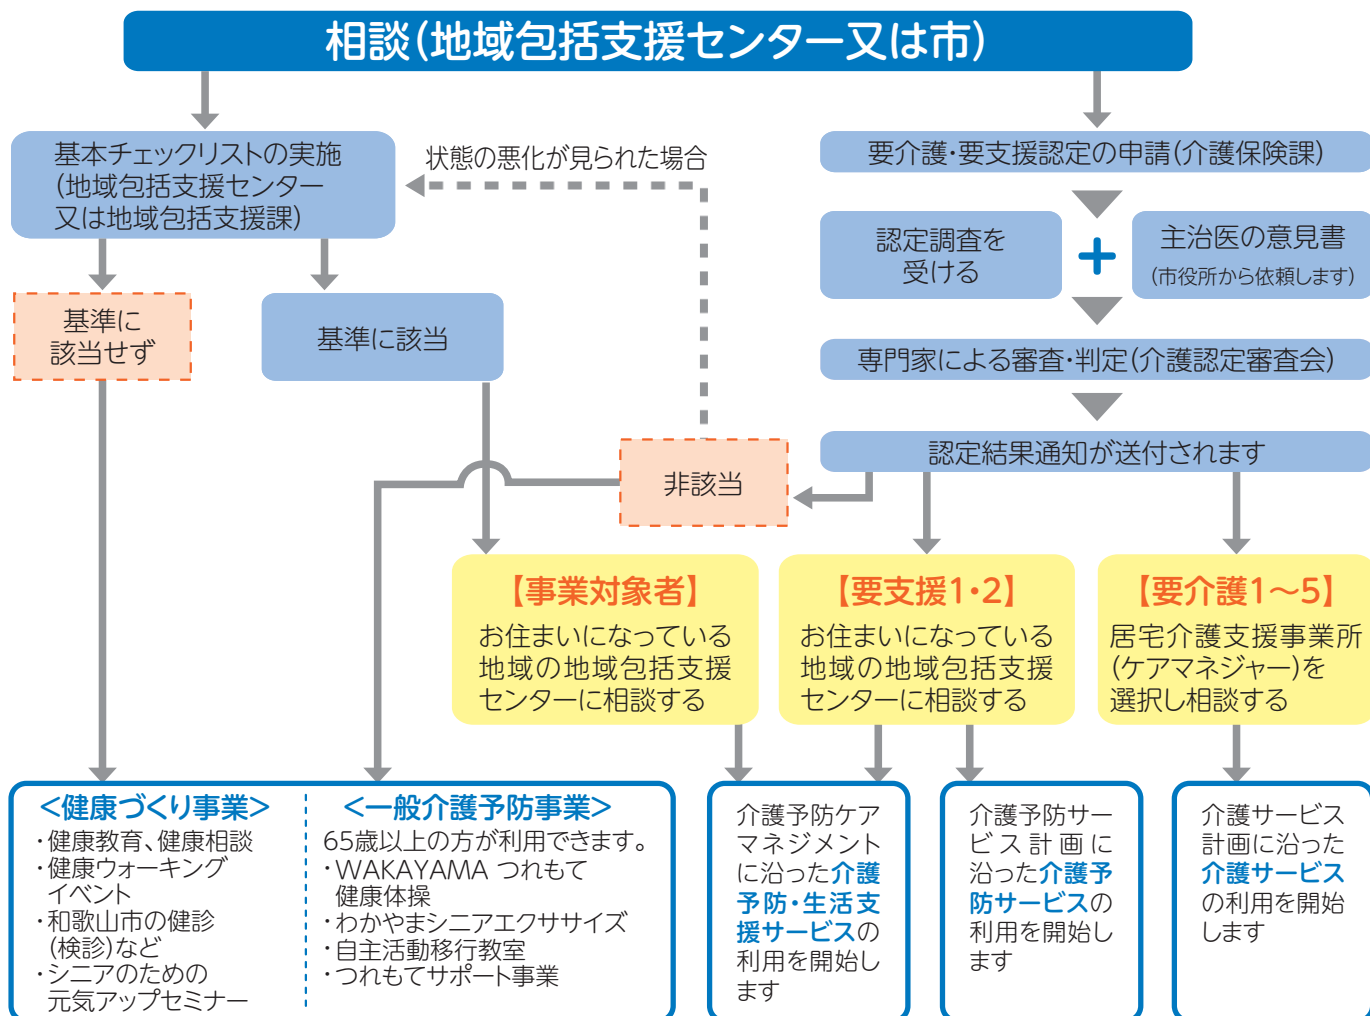 相談(地域包括支援センター又は市)
基本チェックリストの実施
(地域包括支援センター
又は地域包括支援課)
状態の悪化が見られた場合
要介護・要支援認定の申請(介護保険課)
認定調査を
受ける
+
主治医の意見書
(市役所から依頼します)
基準に
該当せず
基準に該当
専門家による審査・判定(介護認定審査会)
認定結果通知が送付されます
非該当
【事業対象者】
お住まいになっている
地域の地域包括支援
センターに相談する
【要支援1・2】
お住まいになっている
地域の地域包括支援
センターに相談する
【要介護1～5】
居宅介護支援事業所
(ケアマネジャー)を
選択し相談する
<健康づくり事業>
・健康教育、健康相談
・健康ウォーキング
イベント
・和歌山市の健診
(検診)など
・シニアのための
元気アップセミナー
<一般介護予防事業>
65歳以上の方が利用できます。
・WAKAYAMA つれもて
健康体操
・わかやまシニアエクササイズ
・自主活動移行教室
・つれもてサポート事業
介護予防ケア
マネジメント
に沿った介護
予防・生活支
援サービスの
利用を開始し
ます
介護予防サー
ビス計画に
沿った介護予
防サービスの
利用を開始し
ます
介護サービス
計画に沿った
介護サービス
の利用を開始
します